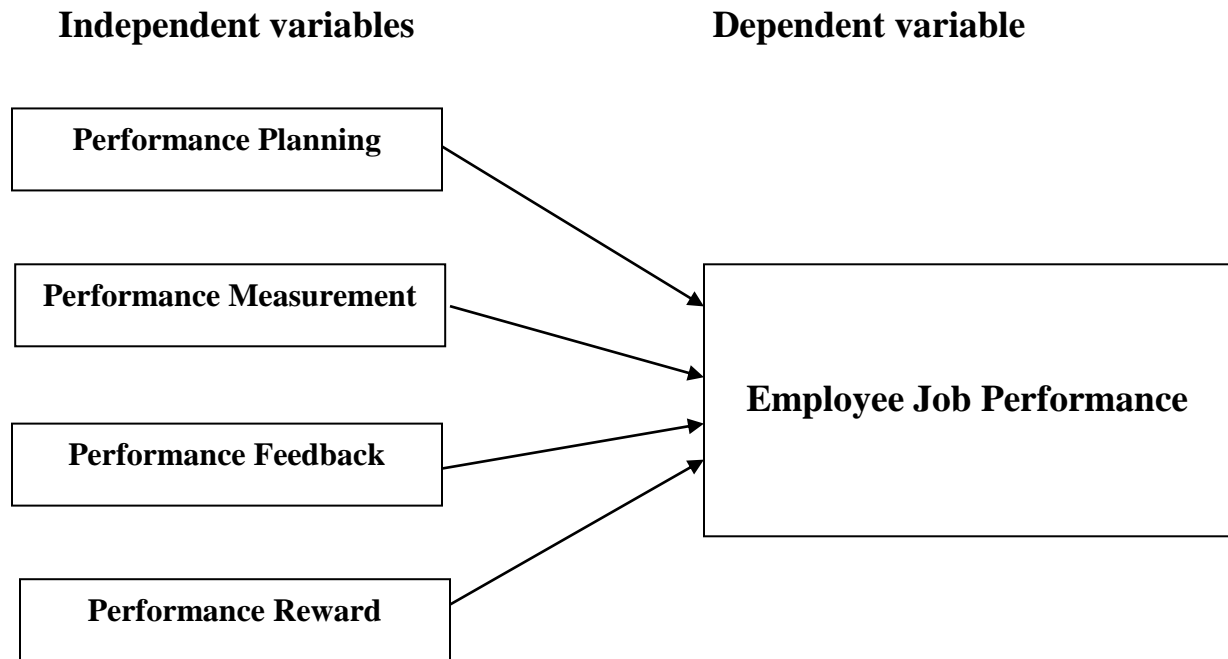 Independent variables
Dependent variable
Performance Planning
Performance Measurement
Performance Feedback
Performance Reward
Employee Job Performance